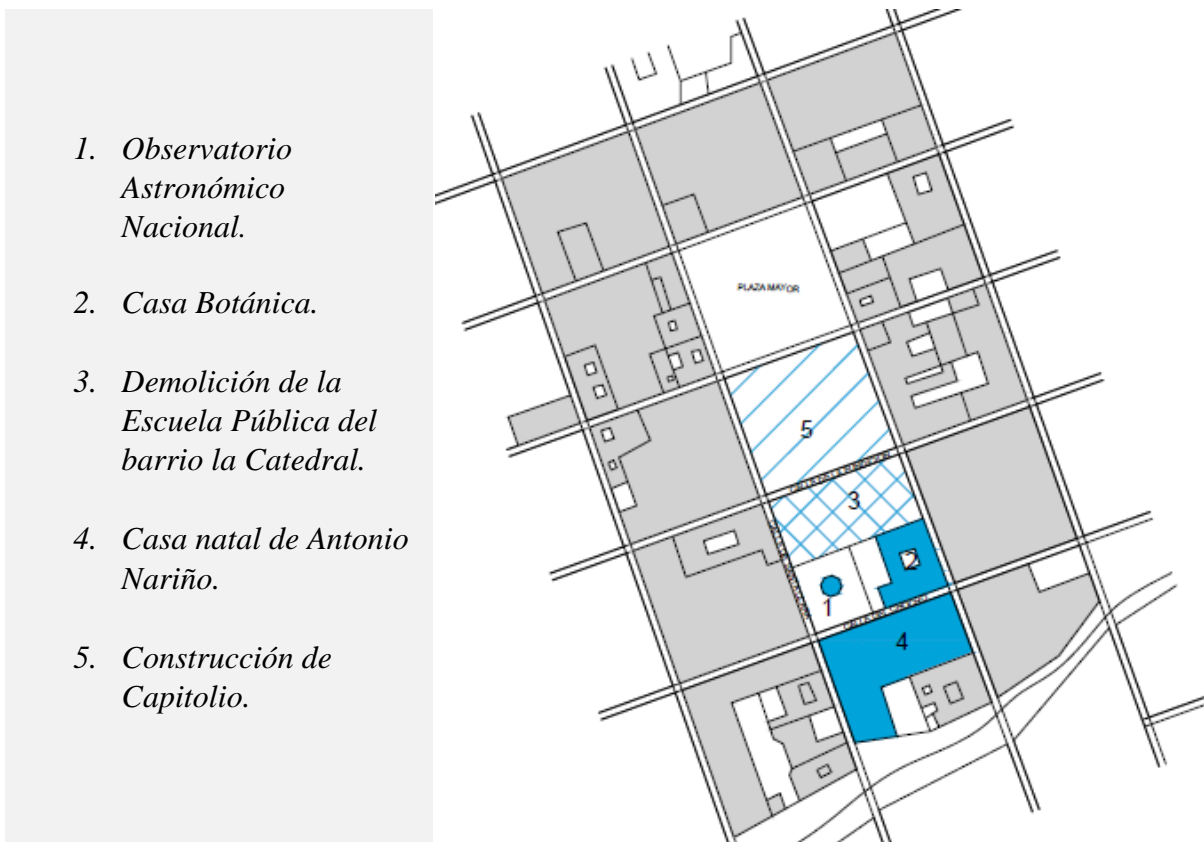 1. Observatorio
Astronómico
Nacional.
2. Casa Botánica.
3. Demolición de la
Escuela Pública del
barrio la Catedral.
4. Casa natal de Antonio
Nariño.
5. Construcción de
Capitolio.
PLAZA MAYOR
5
3
2
1
4